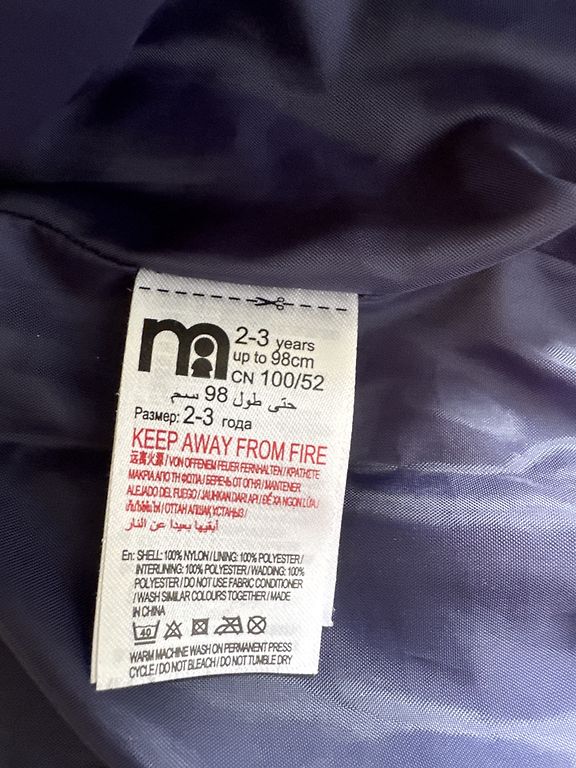 m
2-3 years
up to 98cm
CN 100/52
حتى طول 98 سم
Размер: 2-3 года
KEEP AWAY FROM FIRE
远离火源 / VON OFFENEM FEUER FERNHALTEN / ΚΡΑΤΗΣΤΕ
ΜΑΚΡΙΑ ΑΠΟ ΤΗ ΦΩΤΙΑ / БЕРЕЧЬ ОТ ОГНЯ / MANTENER
ALEJADO DEL FUEGO / JAUHKAN DARI API / ĐỂ XA NGỌN LỬA /
/ ОТТАН АЛШАҚ ҰСТАҢЫЗ /
أبقيها بعيدا عن النار
En: SHELL: 100% NYLON / LINING: 100% POLYESTER /
INTERLINING: 100% POLYESTER / WADDING: 100%
POLYESTER / DO NOT USE FABRIC CONDITIONER
/ WASH SIMILAR COLOURS TOGETHER / MADE
IN CHINA
40
WARM MACHINE WASH ON PERMANENT PRESS
CYCLE / DO NOT BLEACH / DO NOT TUMBLE DRY